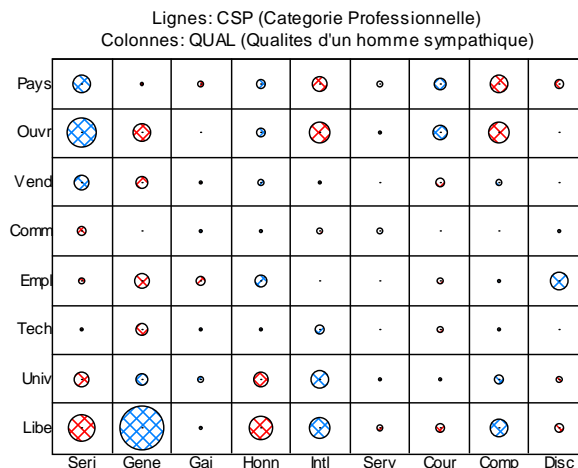 Lignes: CSP (Categorie Professionnelle)
Colonnes: QUAL (Qualites d'un homme sympathique)
Pays
Ouvr
Vend
Comm
Empl
Tech
Univ
Libe
Seri Gene Gai Honn Intl Serv Cour Comp Disc